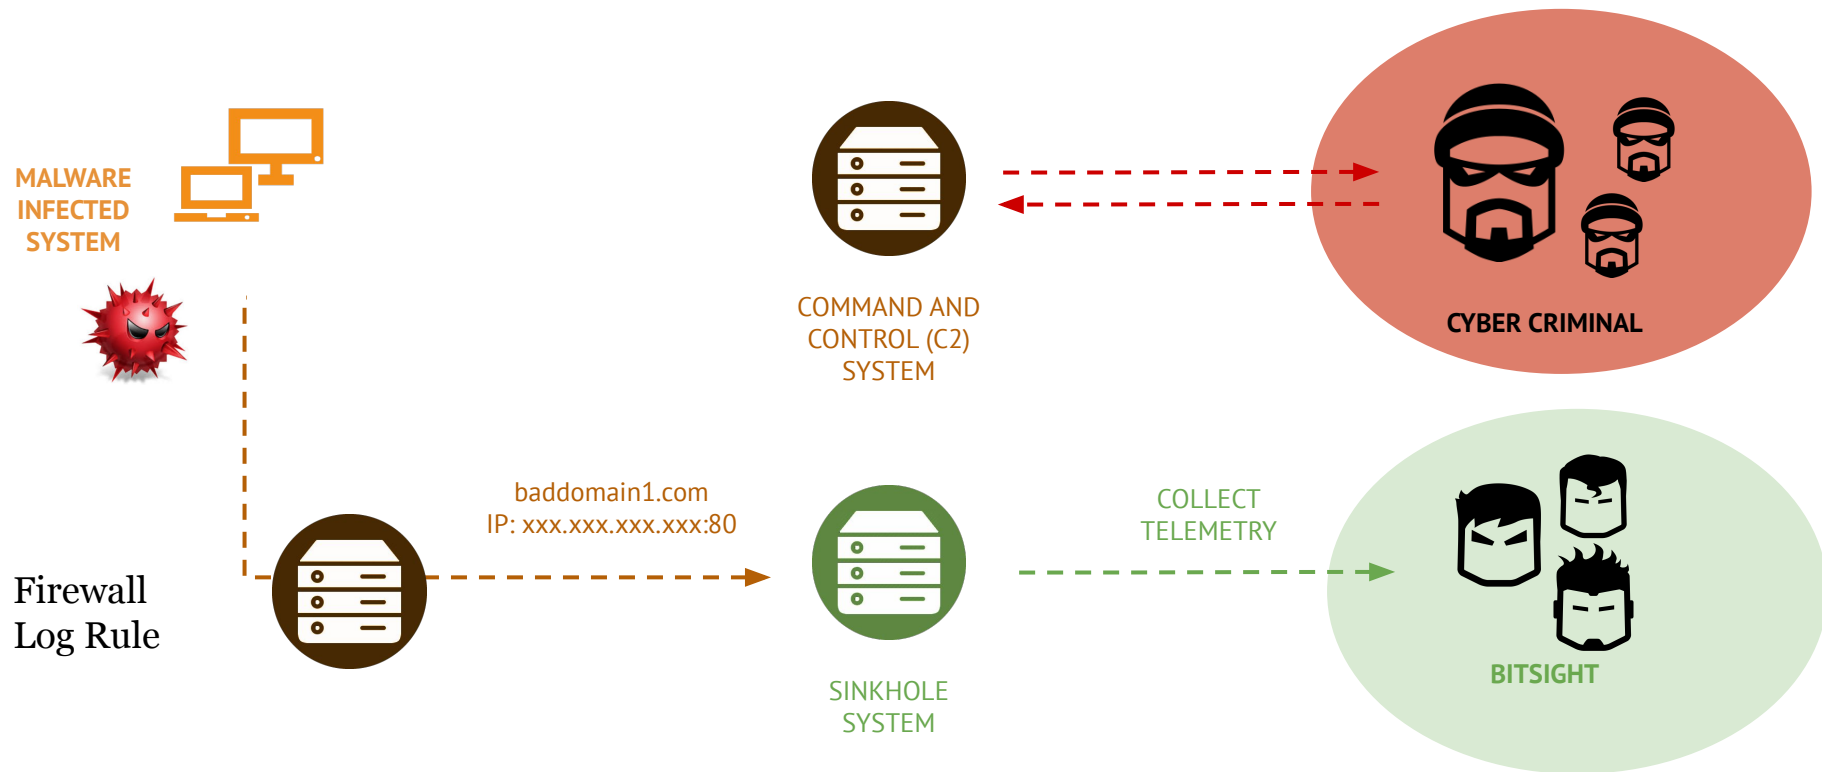 MALWARE
INFECTED
SYSTEM
COMMAND AND
CONTROL (C2)
SYSTEM
CYBER CRIMINAL
baddomain1.com
IP: xxx.xxx.xxx.xxx:80
COLLECT
TELEMETRY
Firewall
Log Rule
SINKHOLE
SYSTEM
BITSIGHT